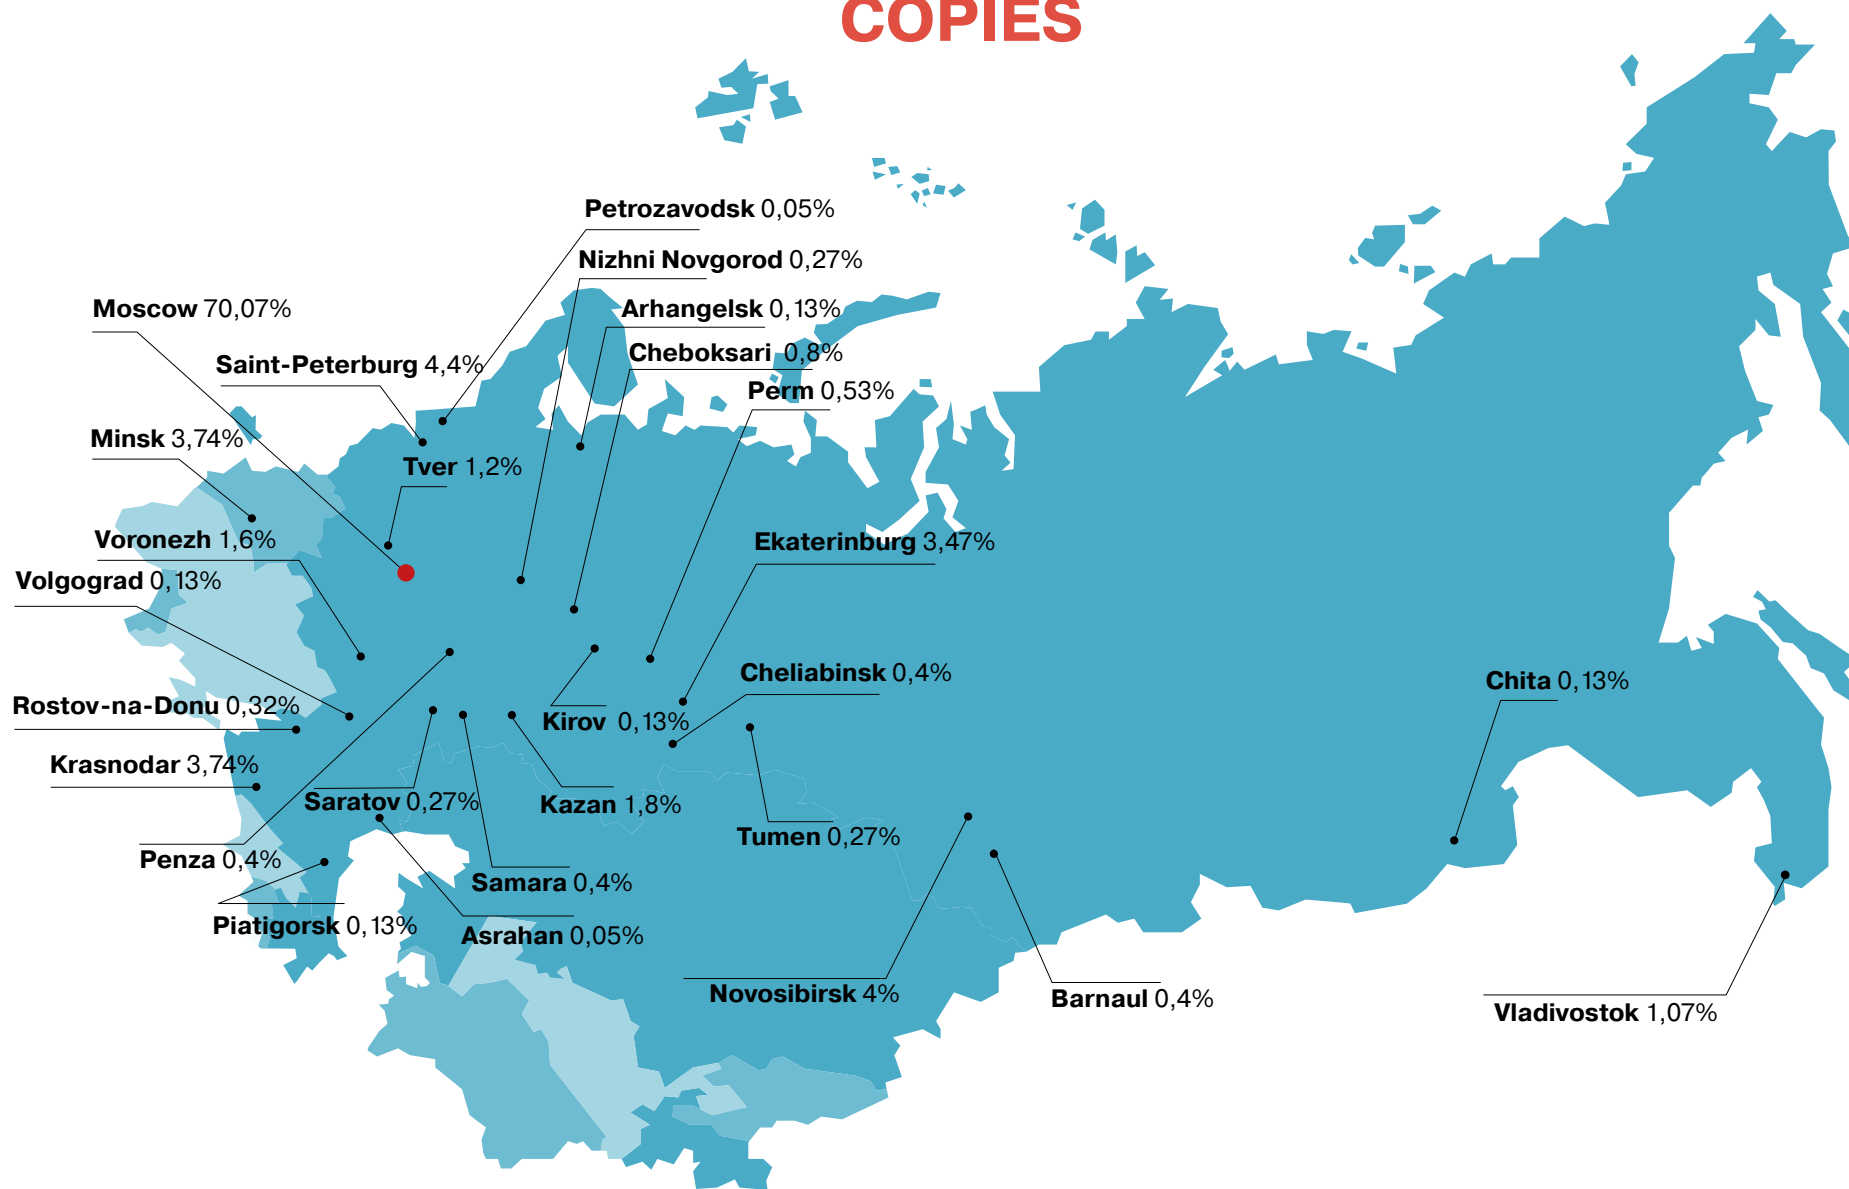 COPIES
Petrozavodsk 0,05%
Nizhni Novgorod 0,27%
Moscow 70,07%
Arhangelsk 0,13%
Cheboksari 0,8%
Saint-Peterburg 4,4%
Perm 0,53%
Minsk 3,74%
Tver 1,2%
Voronezh 1,6%
Ekaterinburg 3,47%
Volgograd 0,13%
Cheliabinsk 0,4%
Chita 0,13%
Rostov-na-Donu 0,32%
Kirov 0,13%
Krasnodar 3,74%
Saratov 0,27%
Kazan 1,8%
Tumen 0,27%
Penza 0,4%
Samara 0,4%
Piatigorsk 0,13%
Asrahan 0,05%
Novosibirsk 4%
Barnaul 0,4%
Vladivostok 1,07%